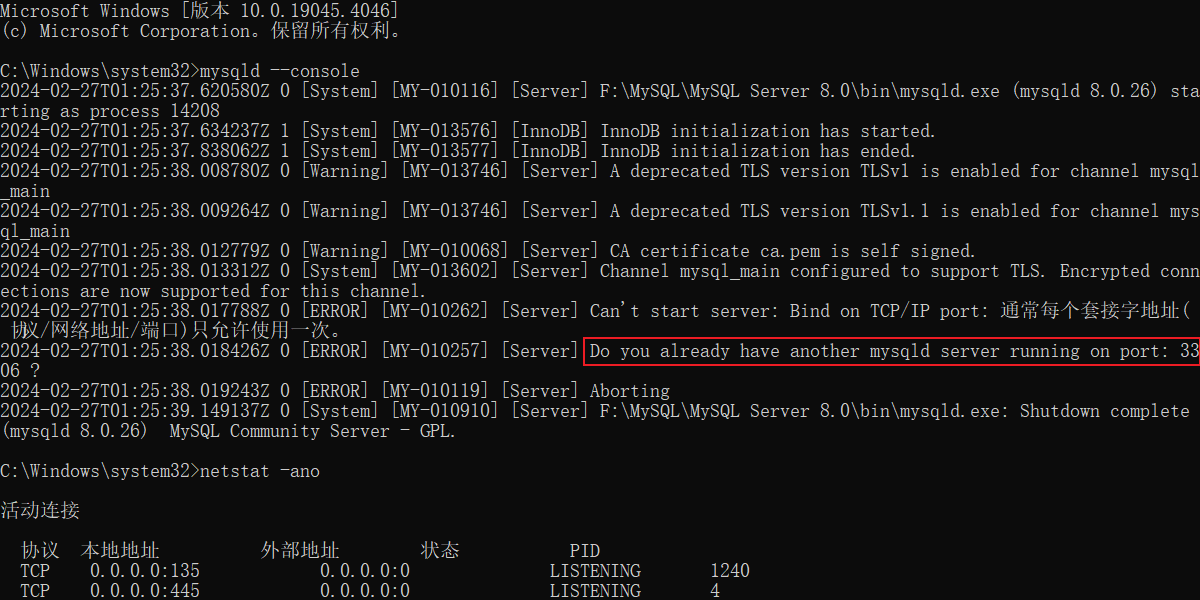 Microsoft Windows [版本 10.0.19045.4046]
(c) Microsoft Corporation。保留所有权利。
C:\Windows\system32>mysqld --console
2024-02-27T01:25:37.620580Z 0 [System] [MY-010116] [Server] F:\MySQL\MySQL Server 8.0\bin\mysqld.exe (mysqld 8.0.26) sta
rting as process 14208
2024-02-27T01:25:37.634237Z 1 [System] [MY-013576] [InnoDB] InnoDB initialization has started.
2024-02-27T01:25:37.838062Z 1 [System] [MY-013577] [InnoDB] InnoDB initialization has ended.
2024-02-27T01:25:38.008780Z 0 [Warning] [MY-013746] [Server] A deprecated TLS version TLSv1 is enabled for channel mysql
_main
2024-02-27T01:25:38.009264Z 0 [Warning] [MY-013746] [Server] A deprecated TLS version TLSv1.1 is enabled for channel mys
ql_main
2024-02-27T01:25:38.012779Z 0 [Warning] [MY-010068] [Server] CA certificate ca.pem is self signed.
2024-02-27T01:25:38.013312Z 0 [System] [MY-013602] [Server] Channel mysql_main configured to support TLS. Encrypted conn
ections are now supported for this channel.
2024-02-27T01:25:38.017788Z 0 [ERROR] [MY-010262] [Server] Can't start server: Bind on TCP/IP port: 通常每个套接字地址(
协议/网络地址/端口)只允许使用一次。
2024-02-27T01:25:38.018426Z 0 [ERROR] [MY-010257] [Server] Do you already have another mysqld server running on port: 33
06 ?
2024-02-27T01:25:38.019243Z 0 [ERROR] [MY-010119] [Server] Aborting
2024-02-27T01:25:39.149137Z 0 [System] [MY-010910] [Server] F:\MySQL\MySQL Server 8.0\bin\mysqld.exe: Shutdown complete
(mysqld 8.0.26)  MySQL Community Server - GPL.
C:\Windows\system32>netstat -ano
活动连接
协议 本地地址 外部地址 状态 PID
TCP 0.0.0.0:135 0.0.0.0:0 LISTENING 1240
TCP 0.0.0.0:445 0.0.0.0:0 LISTENING 4